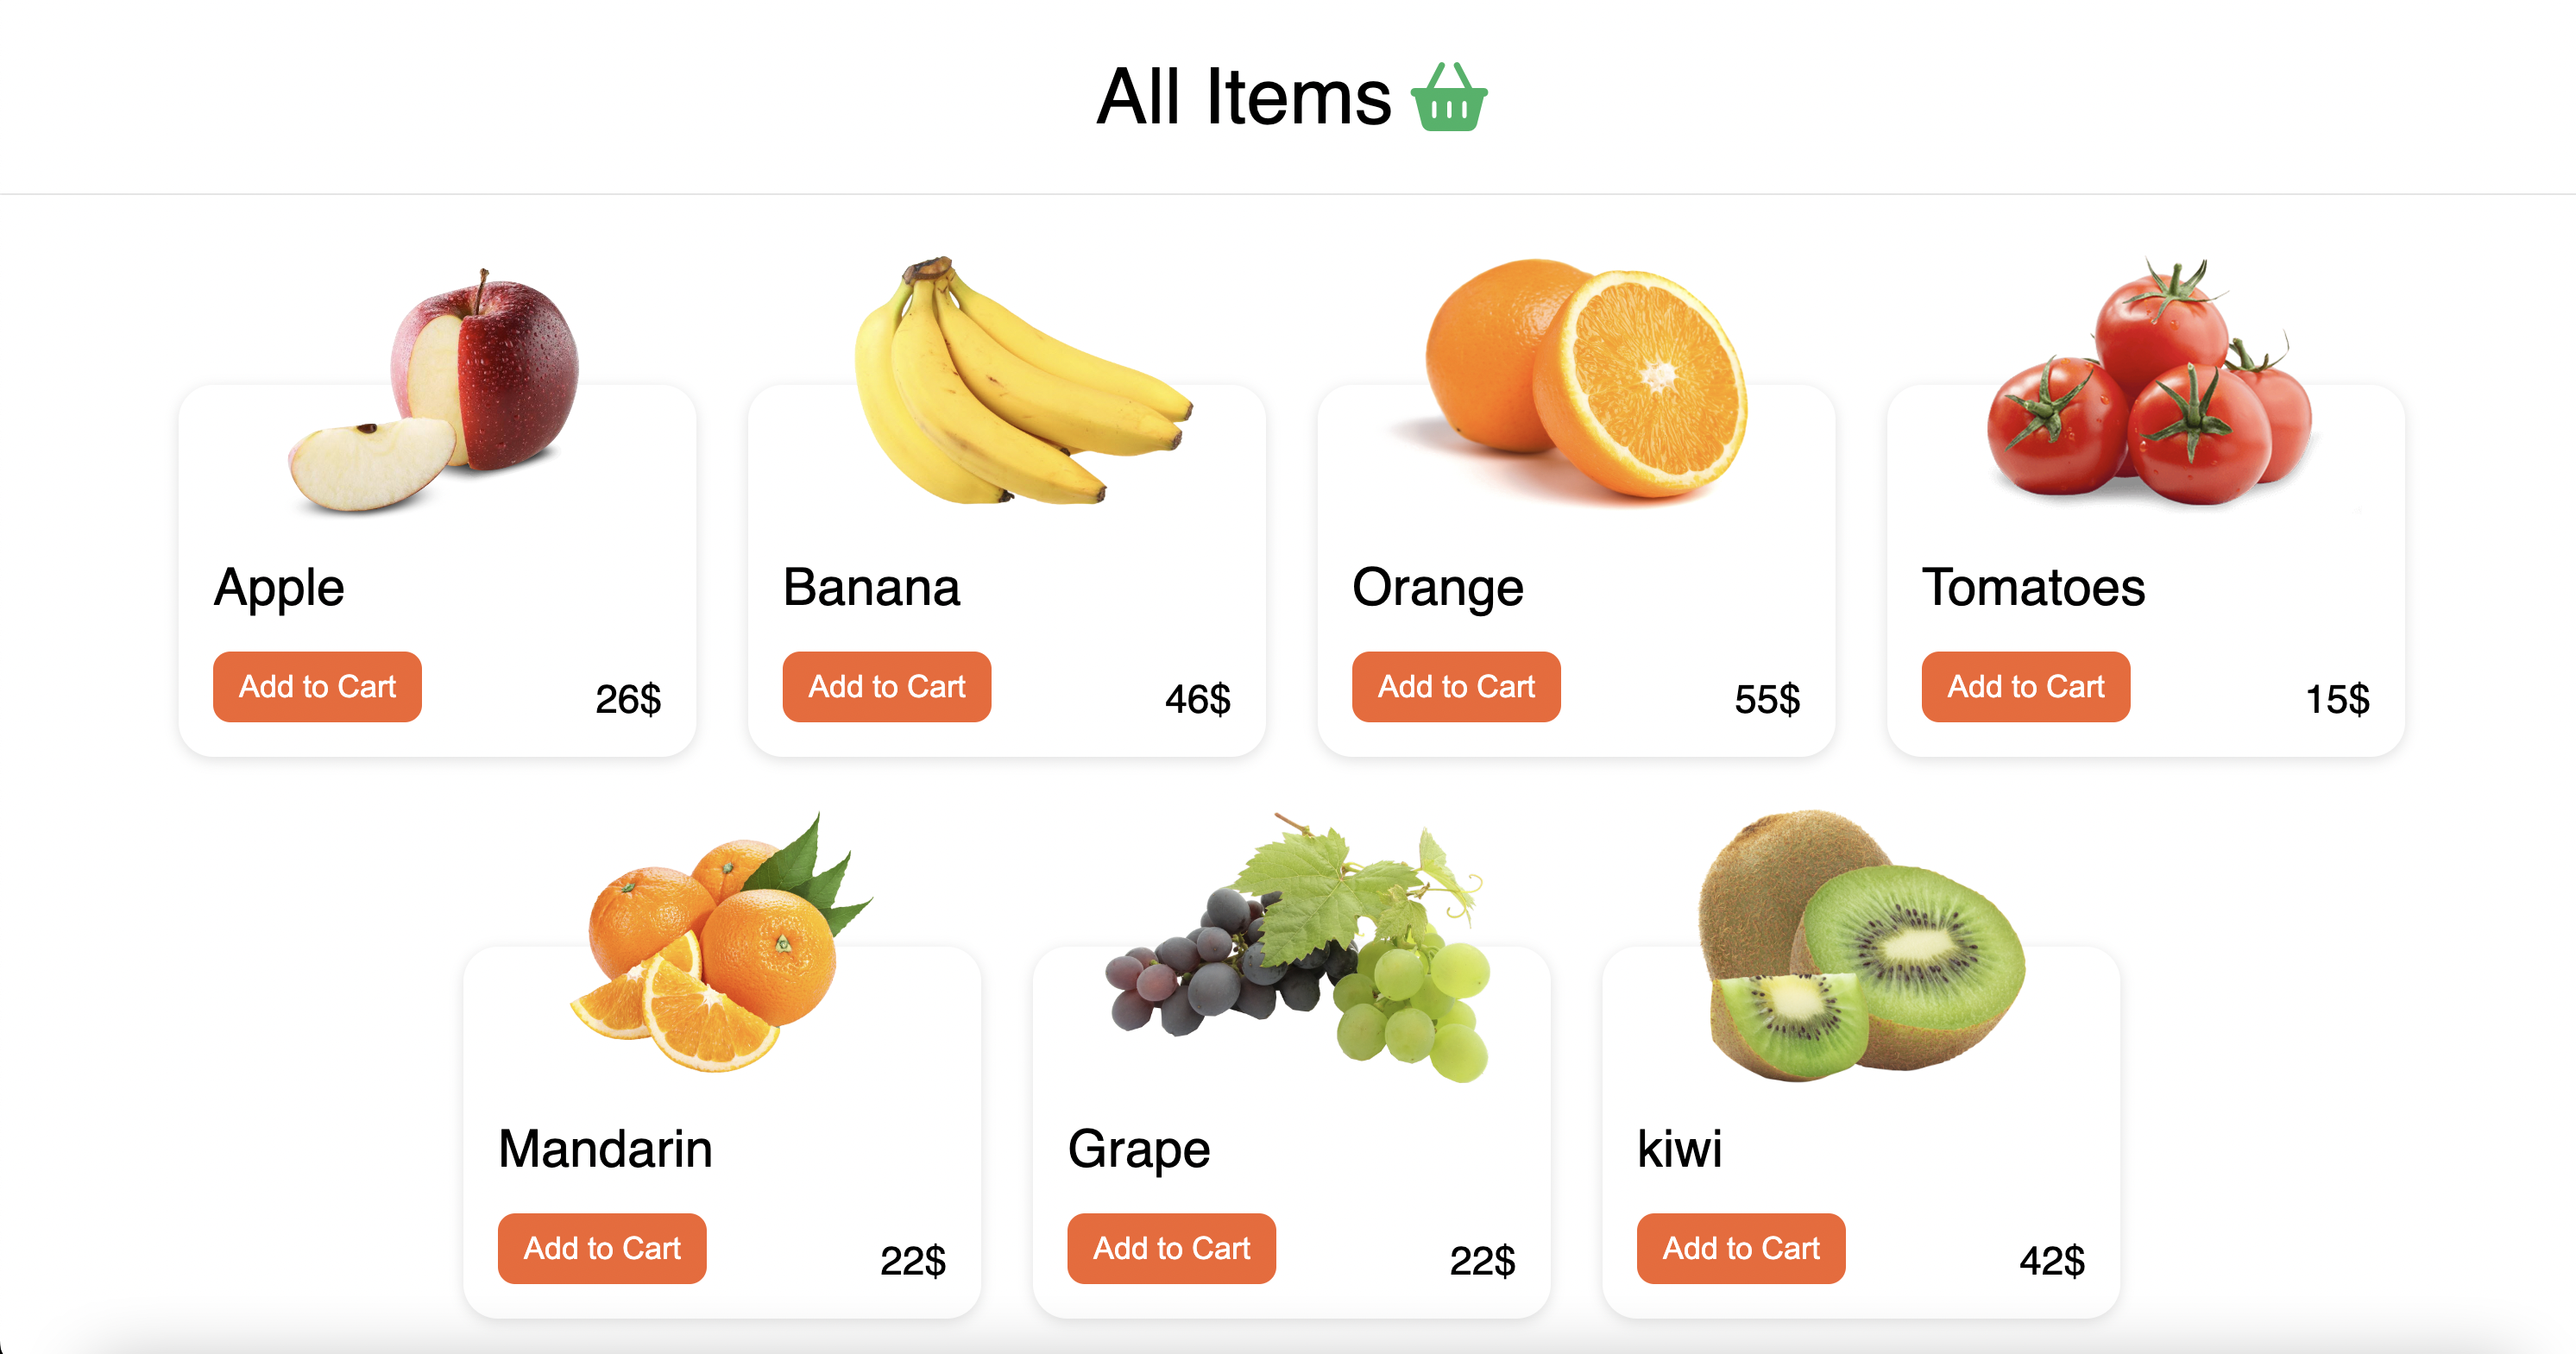 All Items
Apple
Add to Cart
26$
Banana
Add to Cart
46$
Orange
Add to Cart
55$
Tomatoes
Add to Cart
15$
Mandarin
Add to Cart
22$
Grape
Add to Cart
22$
kiwi
Add to Cart
42$